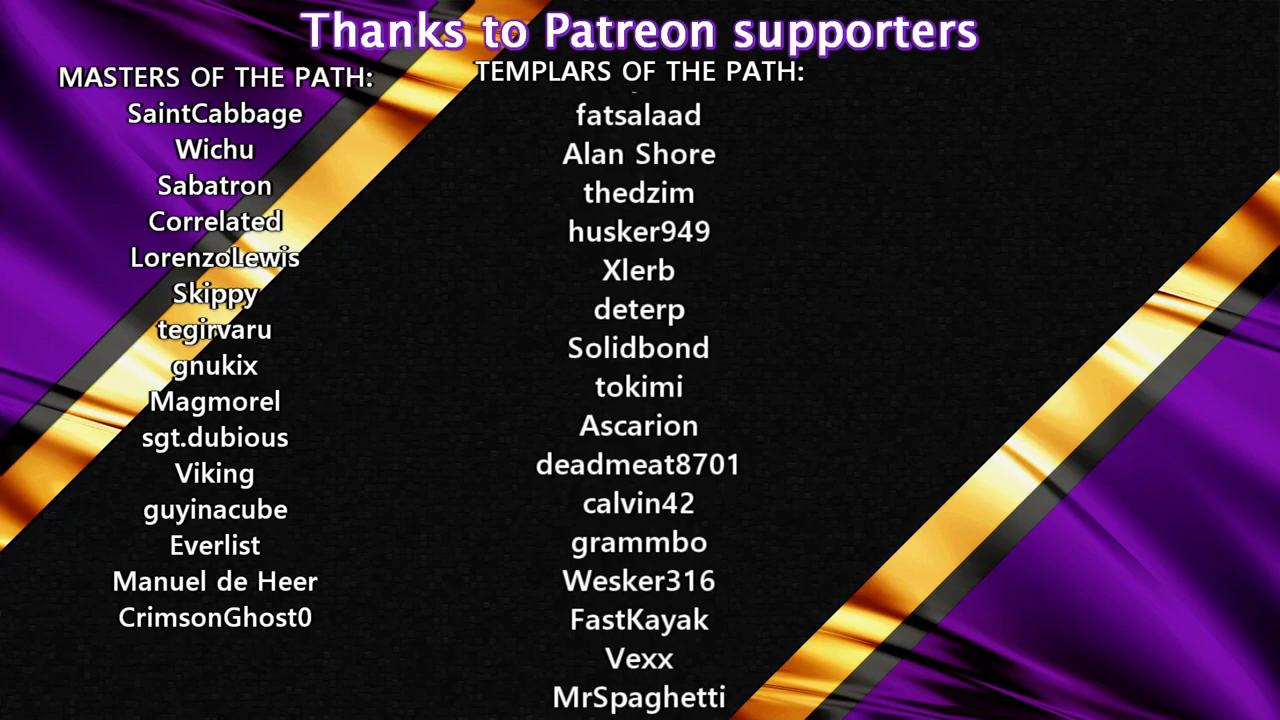 Thanks to Patreon supporters
MASTERS OF THE PATH:
SaintCabbage
Wichu
Sabatron
Correlated
LorenzoLewis
Skippy
tegirvaru
gnukix
Magmorel
sgt.dubious
Viking
guyinacube
Everlist
Manuel de Heer
CrimsonGhost0
TEMPLARS OF THE PATH:
fatsalaad
Alan Shore
thedzim
husker949
Xlerb
deterp
Solidbond
tokimi
Ascarion
deadmeat8701
calvin42
grammbo
Wesker316
FastKayak
Vexx
MrSpaghetti